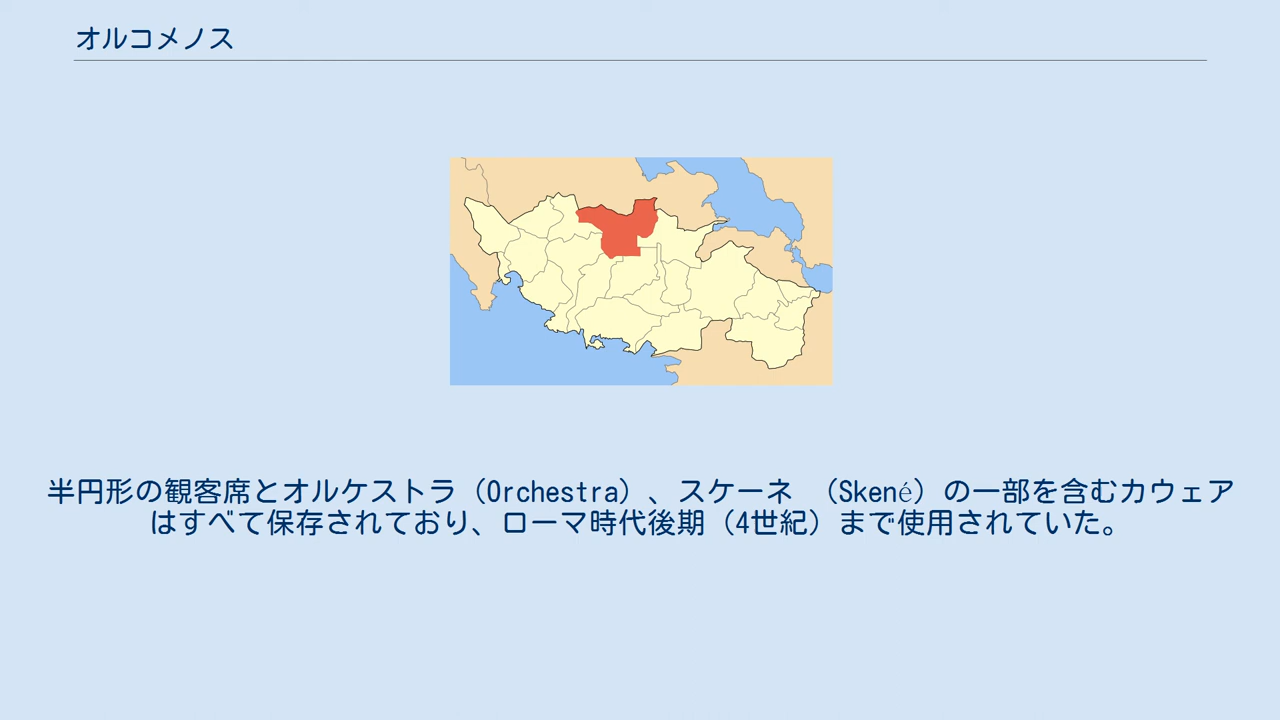 オルコメノス
半円形の観客席とオルケストラ（Orchestra）、スケーネ （Skené）の一部を含むカウェア
はすべて保存されており、ローマ時代後期（4世紀）まで使用されていた。